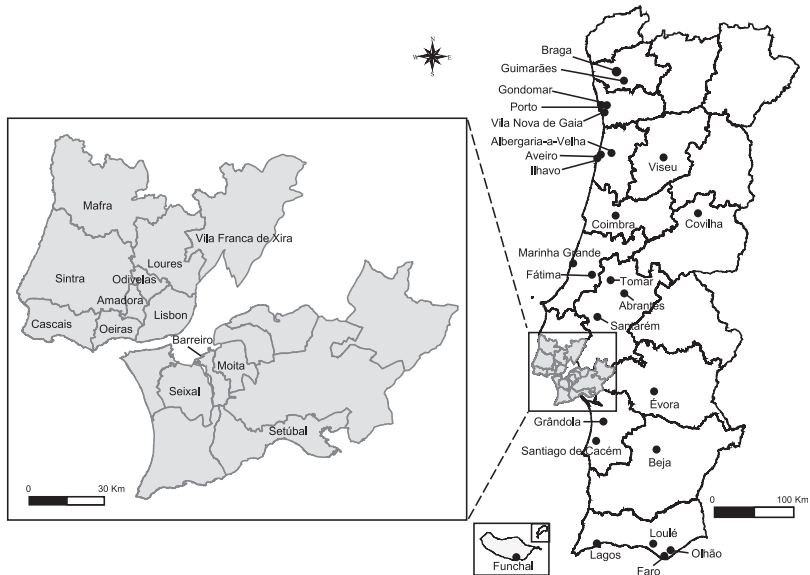 Braga
Guimarães
Gondomar
Porto
Vila Nova de Gaia
Albergaria-a-Velha
Aveiro
Ilhavo
Viseu
Coimbra
Covilha
Marinha Grande
Fátima
Tomar
Abrantes
Santarém
Évora
Grândola
Santiago de Cacém
Beja
0 100 Km
Loulé
Lagos
Olhão
Faro
Funchal
N
W E
S
Mafra
Vila Franca de Xira
Loures
Sintra
Odivelas
Amadora
Cascais
Oeiras
Lisbon
Barreiro
Moita
Seixal
Setúbal
0 30 Km